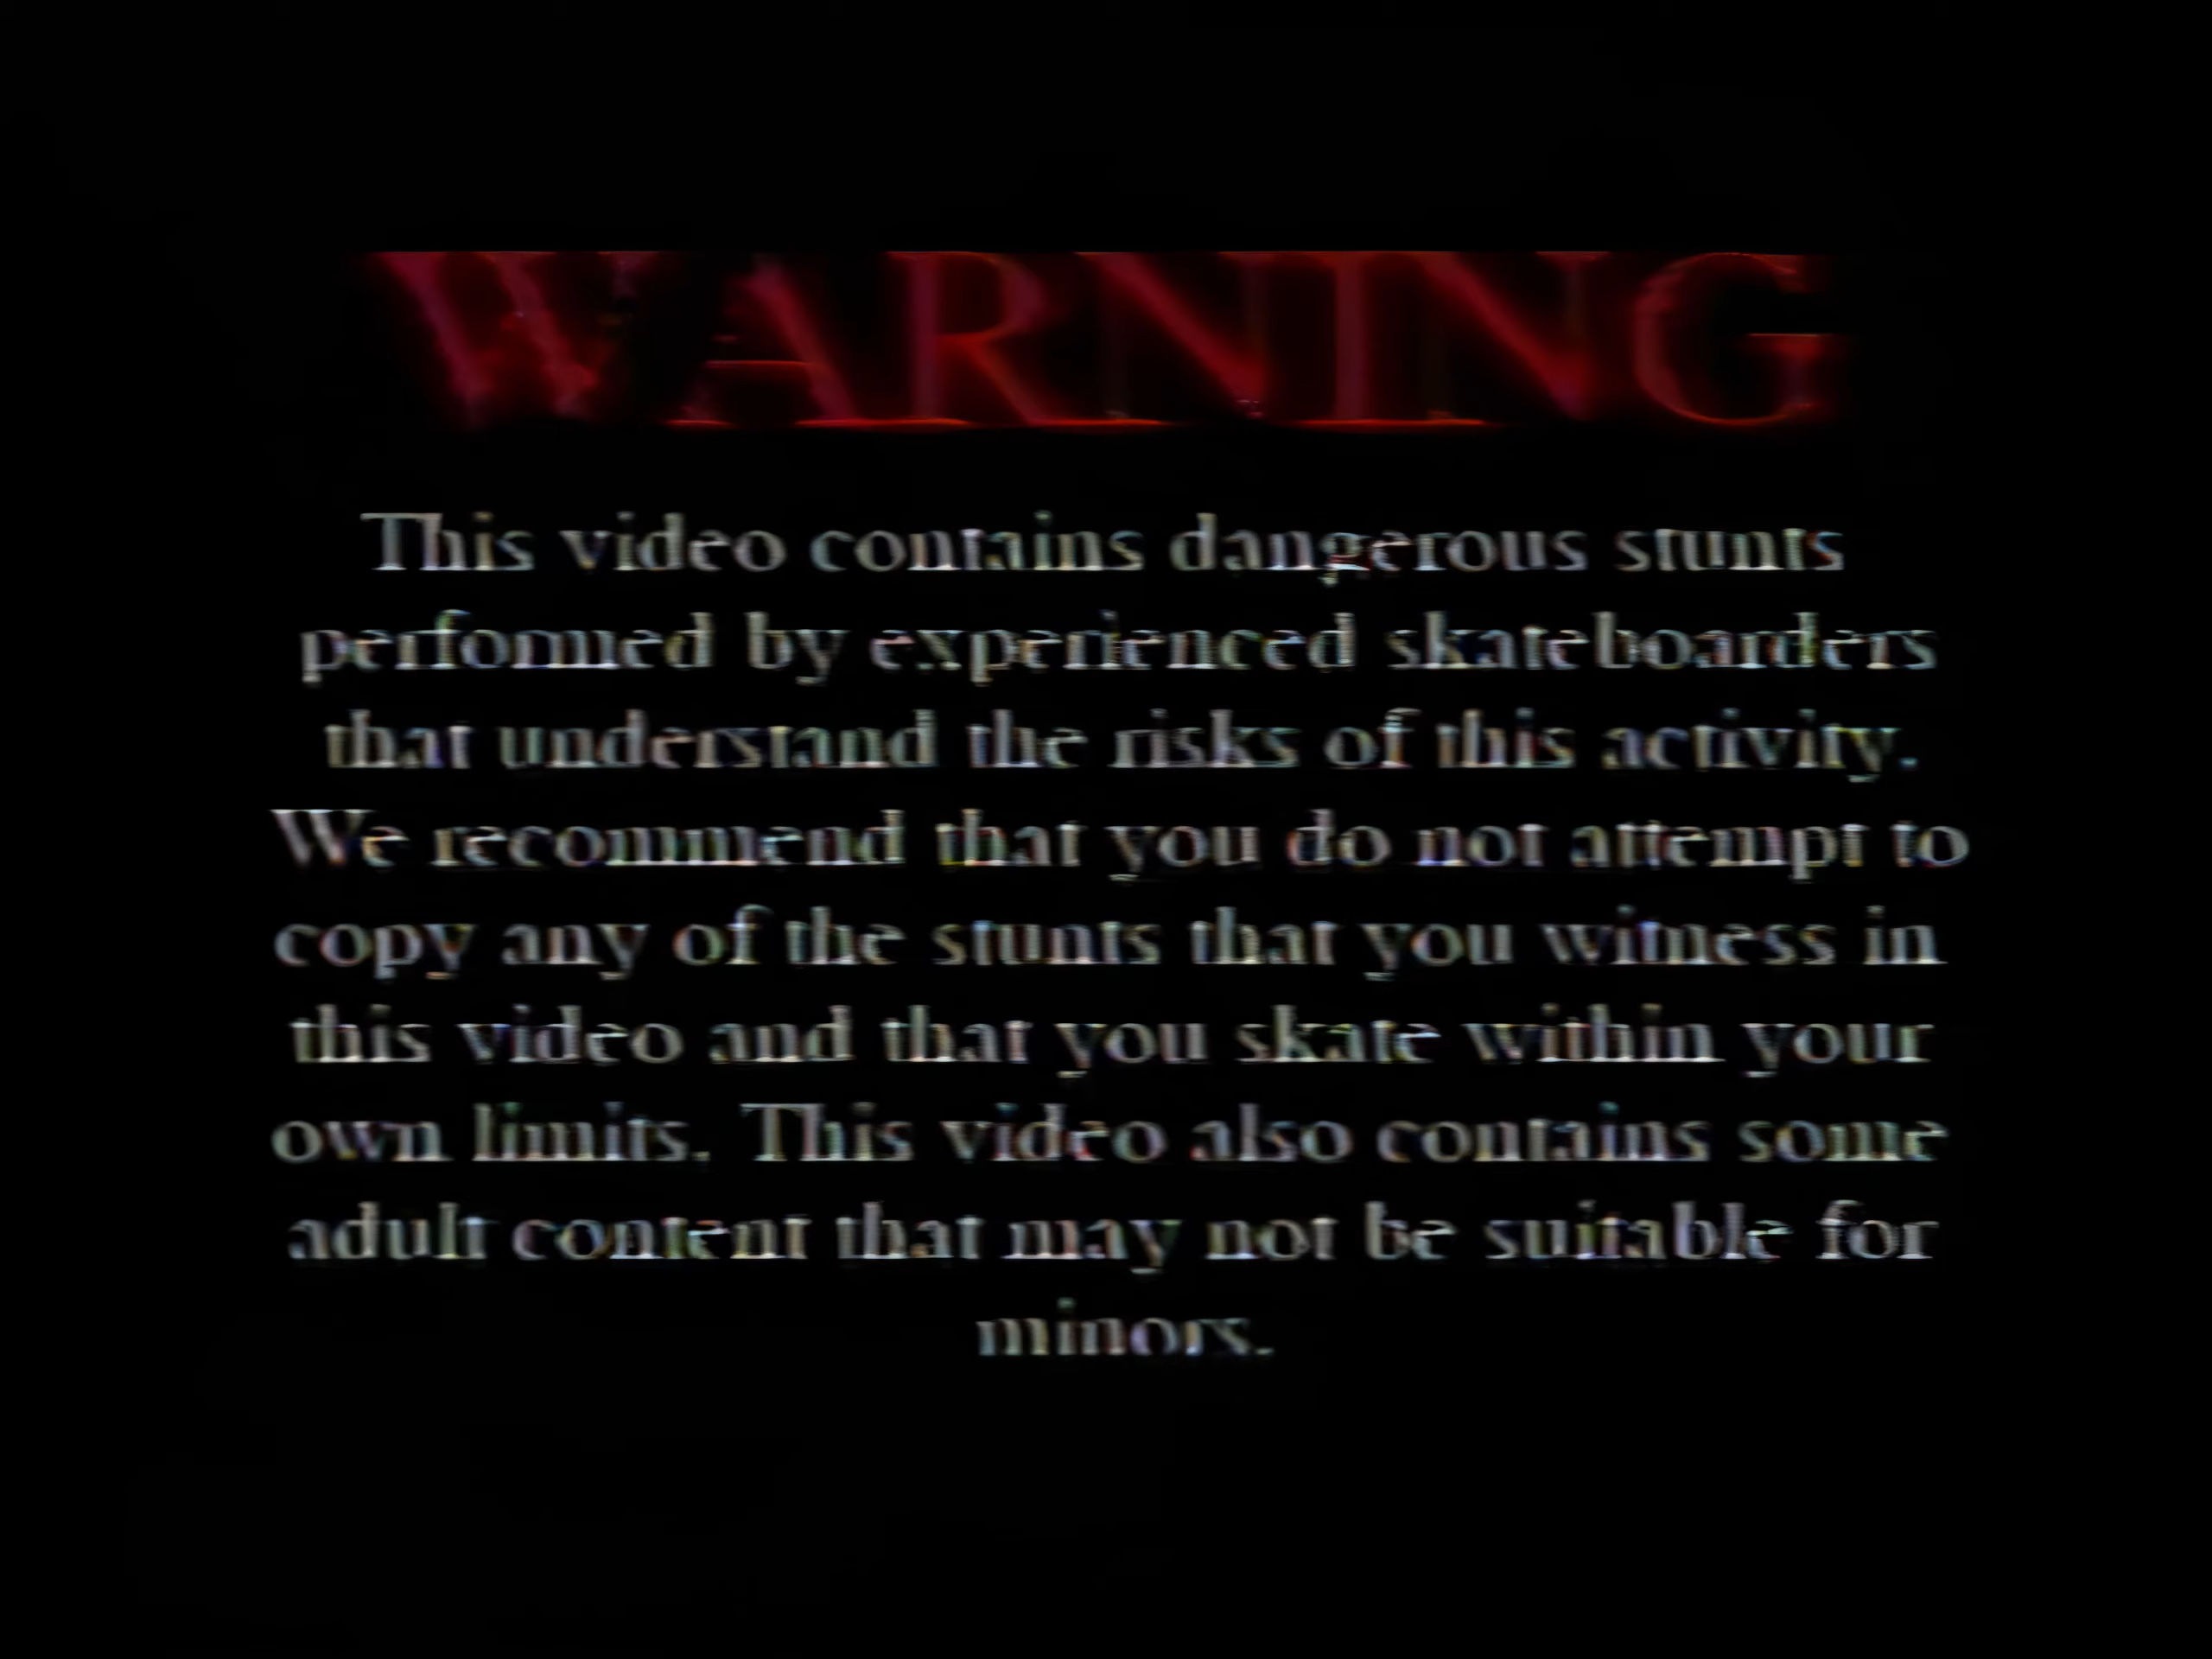 WARNING
This video contains dangerous stunts
performed by experienced skateboarders
that understand the risks of this activity.
We recommend that you do not attempt to
copy any of the stunts that you witness in
this video and that you skate within your
own limits. This video also contains some
adult content that may not be suitable for
minors.